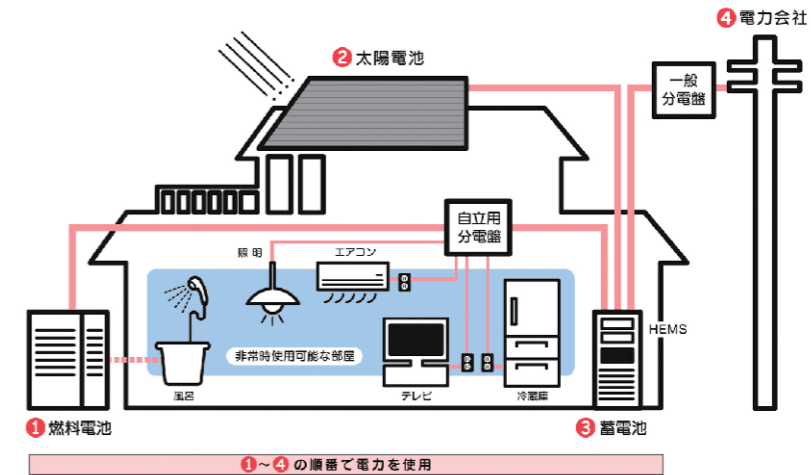 ❹電力会社
❷太陽電池
一般
分電盤
自立用
分電盤
照明
エアコン
HEMS
非常時使用可能な部屋
風呂
テレビ
冷蔵庫
❶燃料電池
❸蓄電池
❶~❹の順番で電力を使用